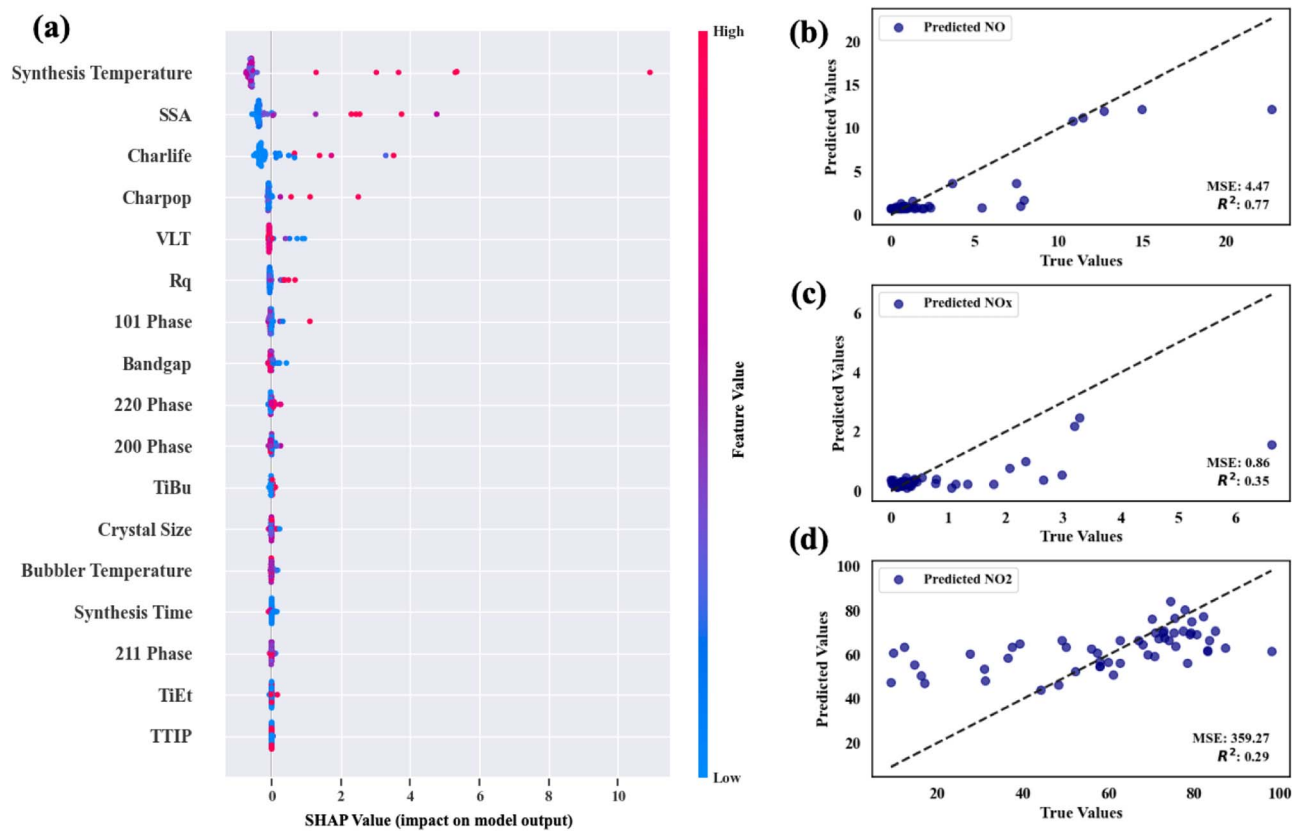 (a)
High
Synthesis Temperature
SSA
Charlife
Charpop
VLT
Rq
101 Phase
Bandgap
220 Phase
200 Phase
TiBu
Crystal Size
Bubbler Temperature
Synthesis Time
211 Phase
TiEt
TTIP
Low
Feature Value
0 2 4 6 8 10
SHAP Value (impact on model output)
(b)
Predicted NO
20
15
10
5
0
Predicted Values
MSE: 4.47
R²: 0.77
0 5 10 15 20
True Values
(c)
Predicted NOx
6
4
2
0
Predicted Values
MSE: 0.86
R²: 0.35
0 1 2 3 4 5 6
True Values
(d)
Predicted NO2
100
80
60
40
20
Predicted Values
MSE: 359.27
R²: 0.29
20 40 60 80 100
True Values